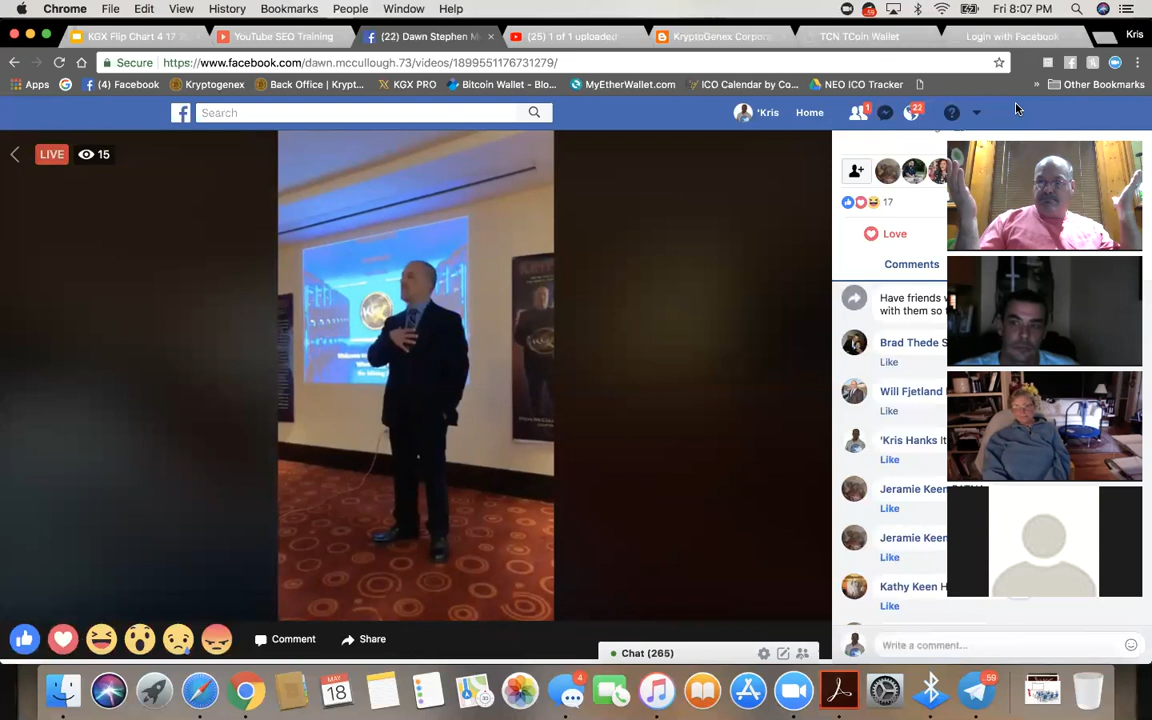 Chrome File Edit View History Bookmarks People Window Help Fri 8:07 PM
KGX Flip Chart 4 17 YouTube SEO Training (22) Dawn Stephen M (25) 1 of 1 uploaded KryptoGenex Corpora TCN TCoin Wallet Login with Facebook Kris
Secure https://www.facebook.com/dawn.mccullough.73/videos/1899551176731279/
Apps (4) Facebook Kryptogenex Back Office | Krypt... KGX PRO Bitcoin Wallet - Blo... MyEtherWallet.com ICO Calendar by Co... NEO ICO Tracker » Other Bookmarks
Search 'Kris Home 1 22
LIVE 15
17
Love
Comments
Have friends
with them so
Brad Thede S
Like
Will Fjetland
Like
'Kris Hanks It
Like
Jeramie Keen
Like
Jeramie Keen
Like
Kathy Keen H
Like
Comment Share
Chat (265)
Write a comment...
MAY
18
4
59